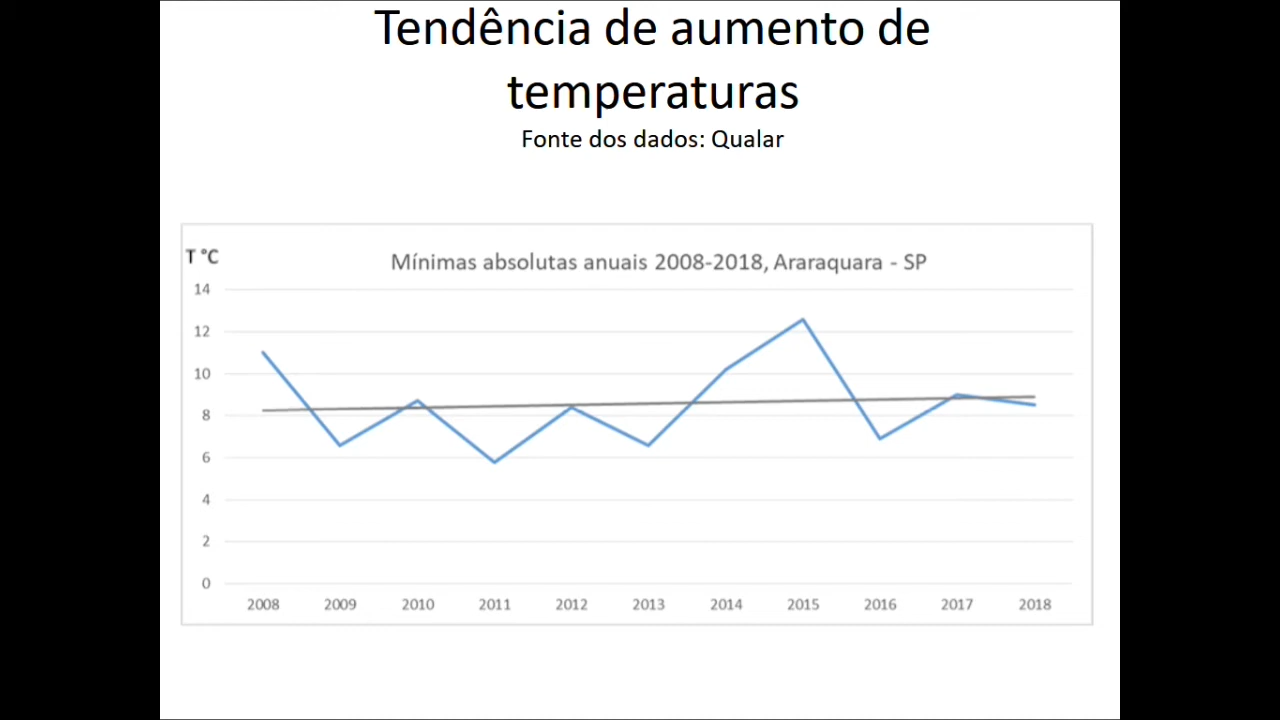 Tendência de aumento de
temperaturas
Fonte dos dados: Qualar
T °C
Mínimas absolutas anuais 2008-2018, Araraquara - SP
14
12
10
8
6
4
2
0
2008 2009 2010 2011 2012 2013 2014 2015 2016 2017 2018